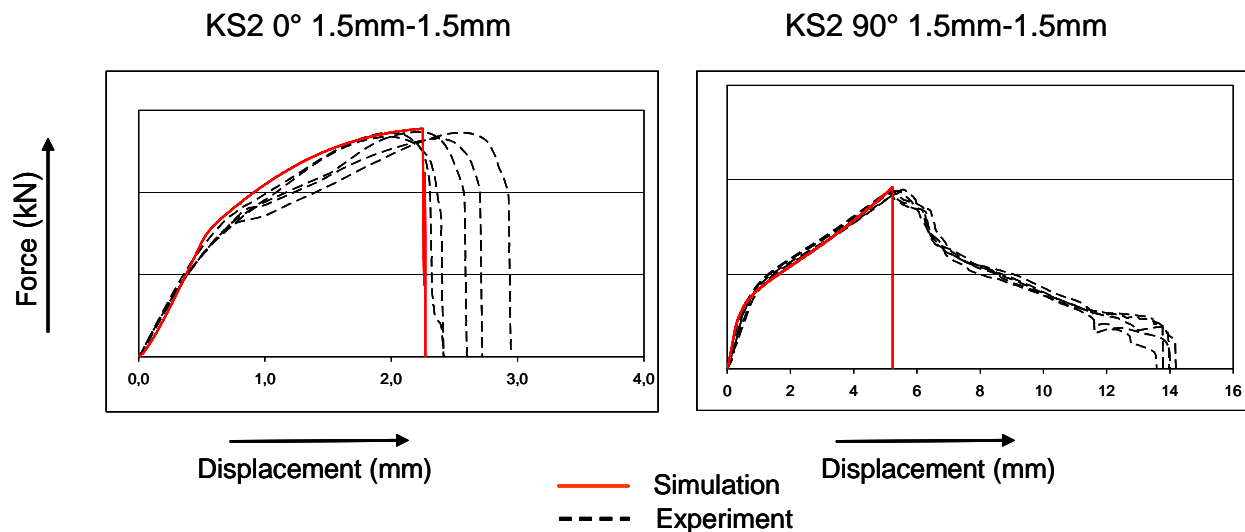 KS2 0° 1.5mm-1.5mm
KS2 90° 1.5mm-1.5mm
Force (kN)
0,0 1,0 2,0 3,0 4,0
0 2 4 6 8 10 12 14 16
Displacement (mm)
Displacement (mm)
Simulation
Experiment